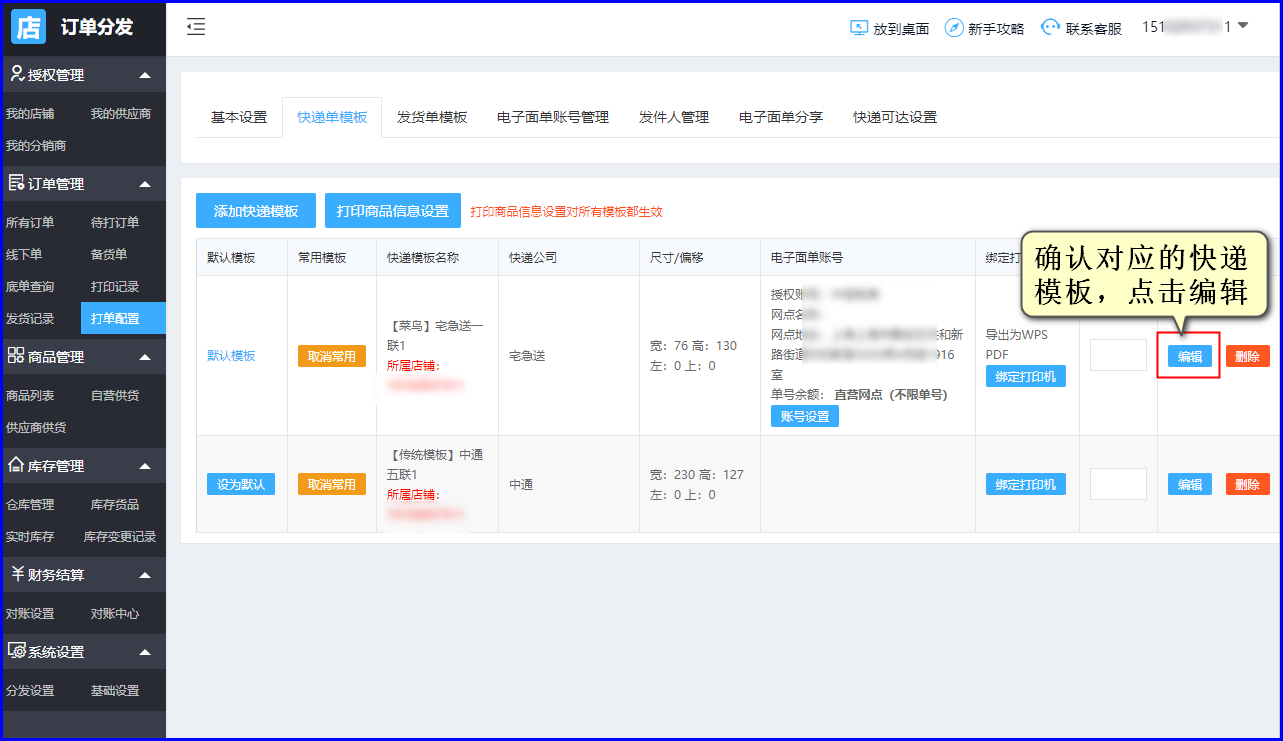 店 订单分发
放到桌面 新手攻略 联系客服 151 1
授权管理
我的店铺 我的供应商
我的分销商
订单管理
所有订单 待打订单
线下单 备货单
底单查询 打印记录
发货记录 打单配置
商品管理
商品列表 自营供货
供应商供货
库存管理
仓库管理 库存货品
实时库存 库存变更记录
财务结算
对账设置 对账中心
系统设置
分发设置 基础设置
基本设置 快递单模板 发货单模板 电子面单账号管理 发件人管理 电子面单分享 快递可达设置
添加快递模板 打印商品信息设置 打印商品信息设置对所有模板都生效
默认模板 常用模板 快递模板名称 快递公司 尺寸/偏移 电子面单账号 绑定打
确认对应的快递
模板，点击编辑
默认模板
取消常用
【菜鸟】宅急送一
联1
所属店铺：
宅急送
宽：76 高：130
左：0 上：0
授权账
网点名
网点地 和新
路街道 916
室
单号余额： 直营网点（不限单号）
账号设置
导出为WPS
PDF
绑定打印机
编辑 删除
设为默认
取消常用
【传统模板】中通
五联1
所属店铺：
中通
宽：230 高：127
左：0 上：0
绑定打印机
编辑 删除